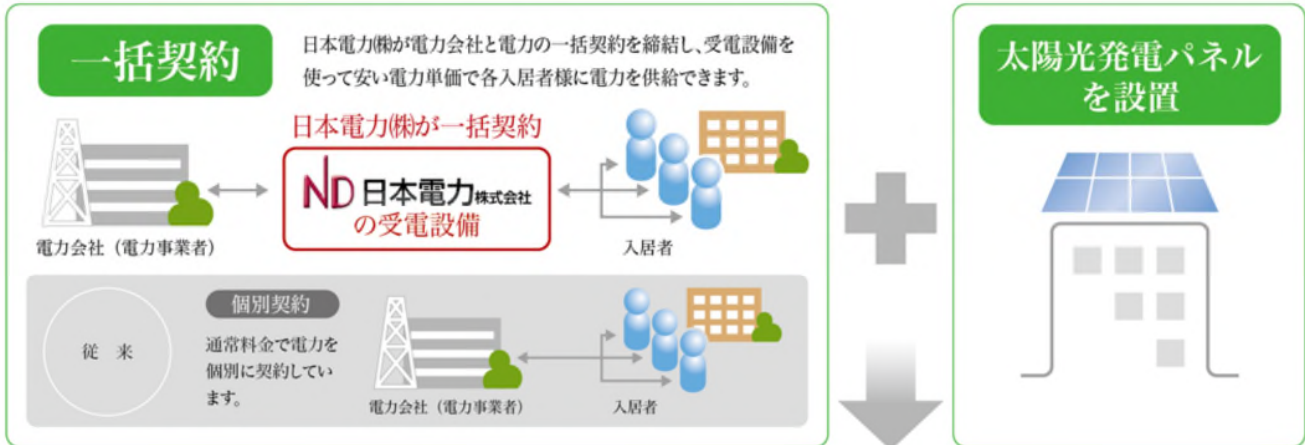 一括契約
日本電力㈱が電力会社と電力の一括契約を締結し、受電設備を
使って安い電力単価で各入居者様に電力を供給できます。
日本電力㈱が一括契約
ND 日本電力株式会社
の受電設備
電力会社（電力事業者）
入居者
従 来
個別契約
通常料金で電力を
個別に契約してい
ます。
電力会社（電力事業者）
入居者
太陽光発電パネル
を設置